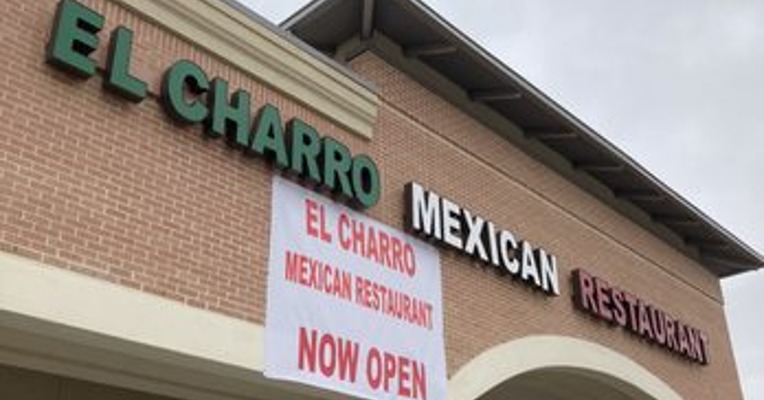 EL CHARRO MEXICAN RESTAURANT
EL CHARRO
MEXICAN RESTAURANT
NOW OPEN